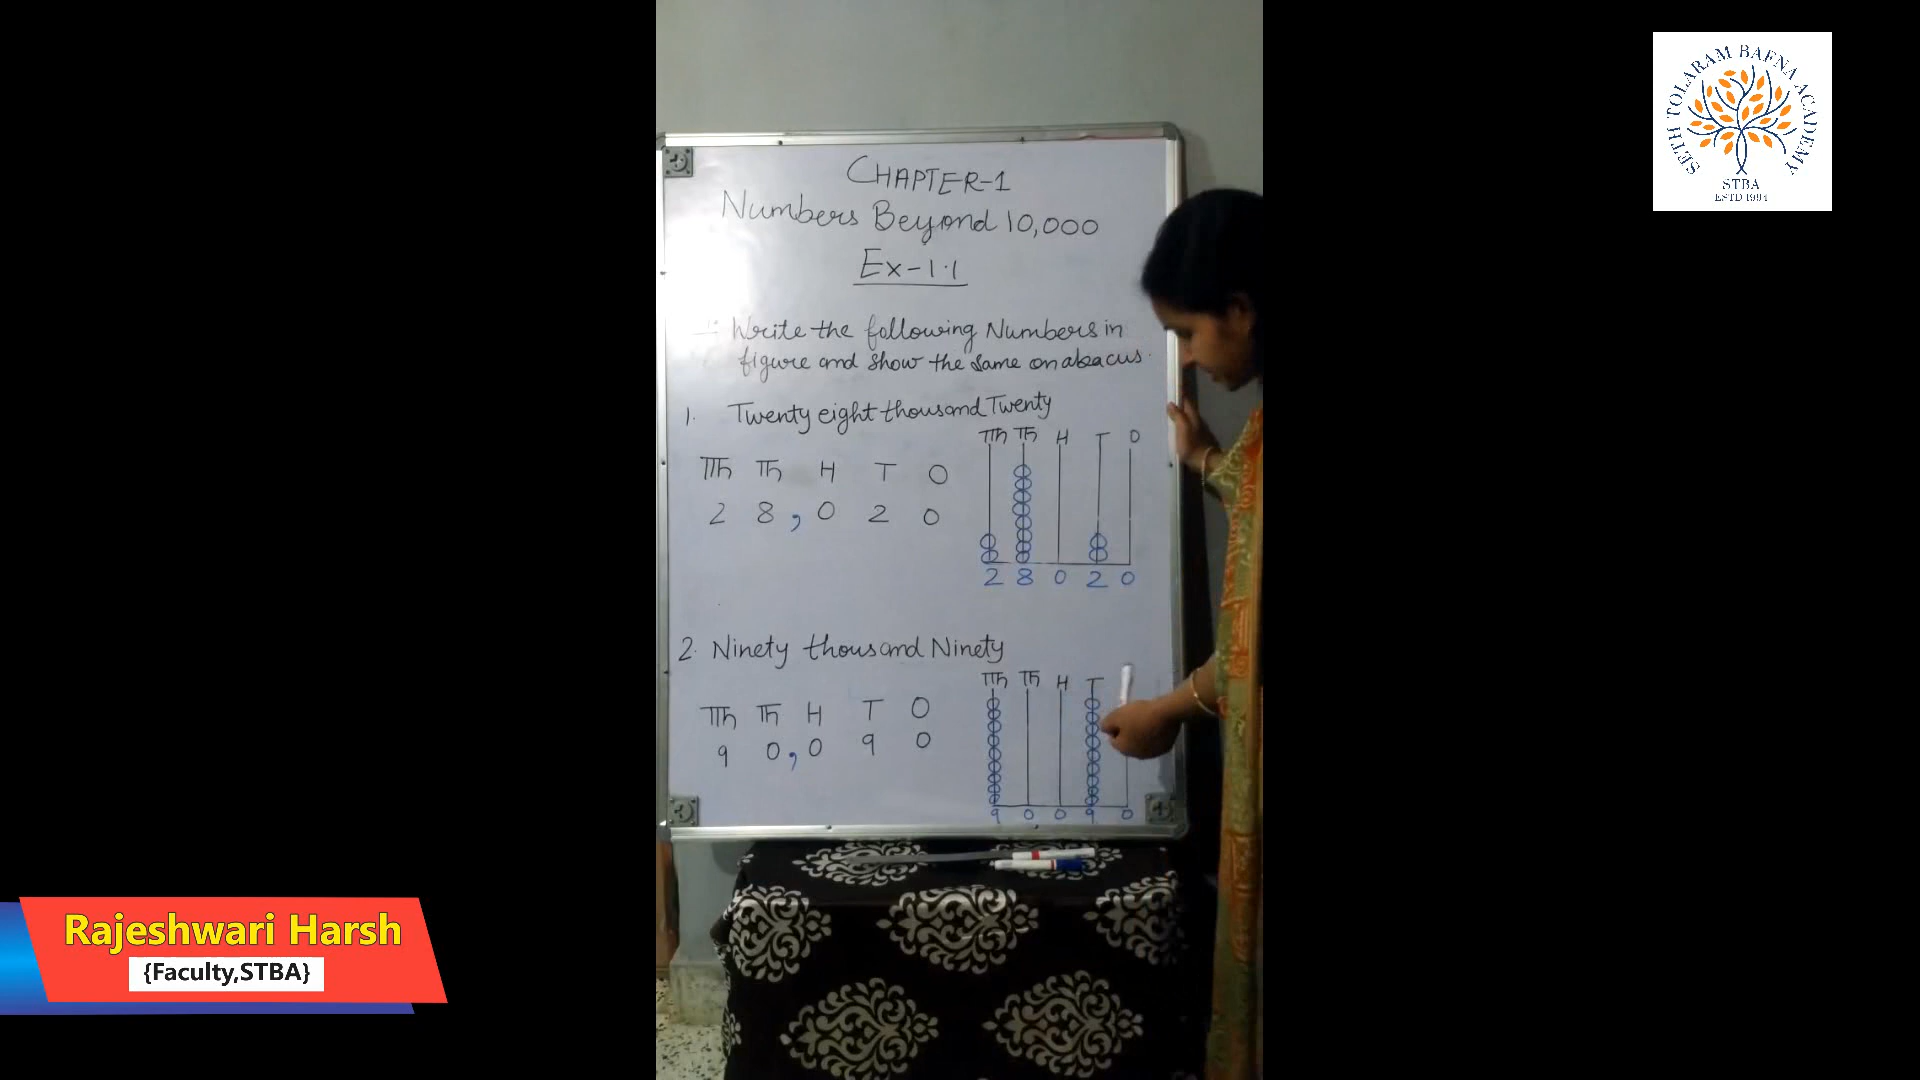 SETH TOLARAM BAFNA ACADEMY
STBA
ESTD 1994
CHAPTER-1
Numbers Beyond 10,000
Ex-1.1
Write the following Numbers in
figure and show the same on abacus.
1. Twenty eight thousand Twenty
TTh Th H T O
2 8, 0 2 0
TTh Th H T O
2 8 0 2 0
2. Ninety thousand Ninety
TTh Th H T O
9 0, 0 9 0
TTh Th H T
9 0 0 9 0
Rajeshwari Harsh
{Faculty,STBA}